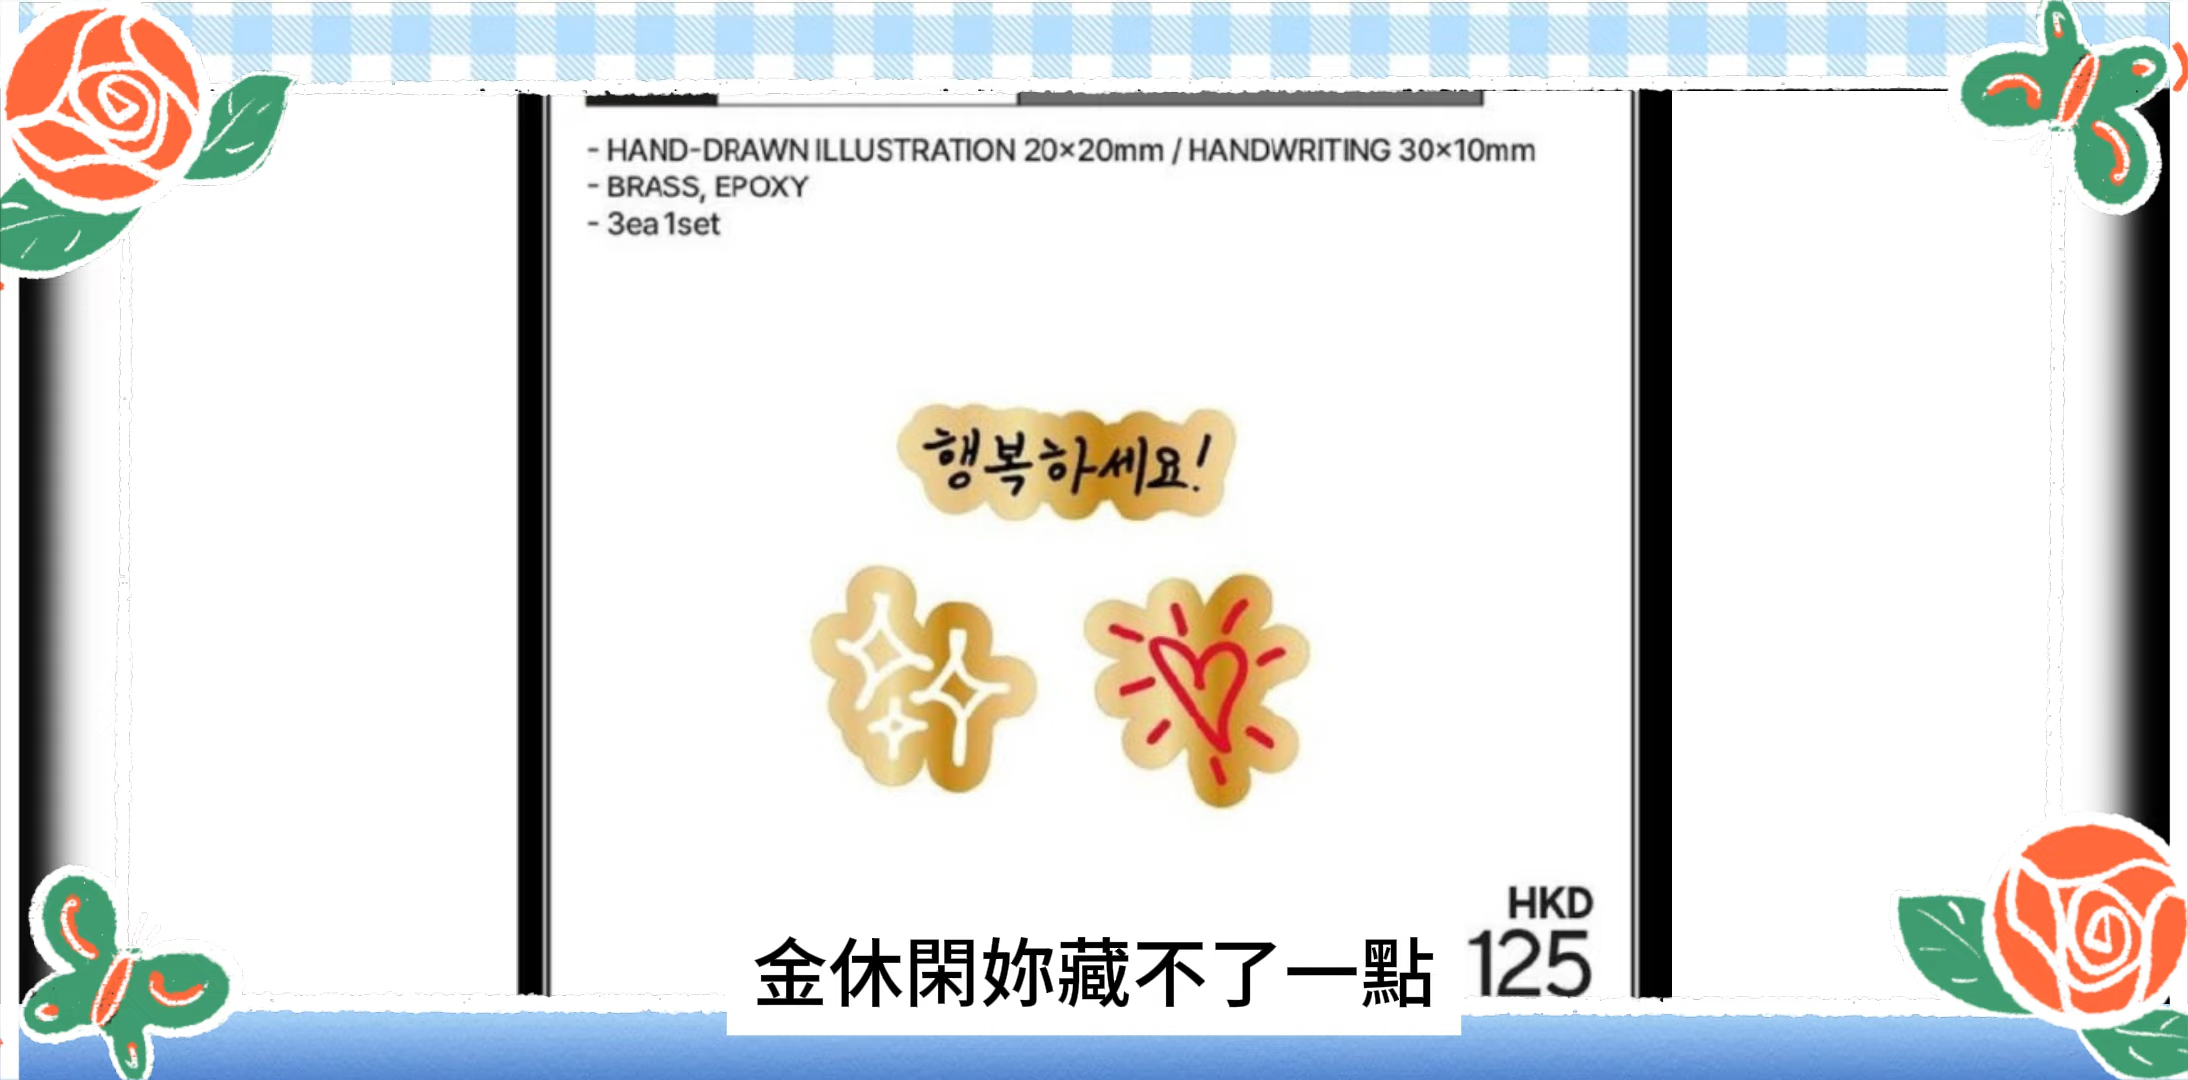 - HAND-DRAWN ILLUSTRATION 20×20mm / HANDWRITING 30×10mm
- BRASS, EPOXY
- 3ea 1set
행복하세요!
HKD
125
金休閑妳藏不了一點